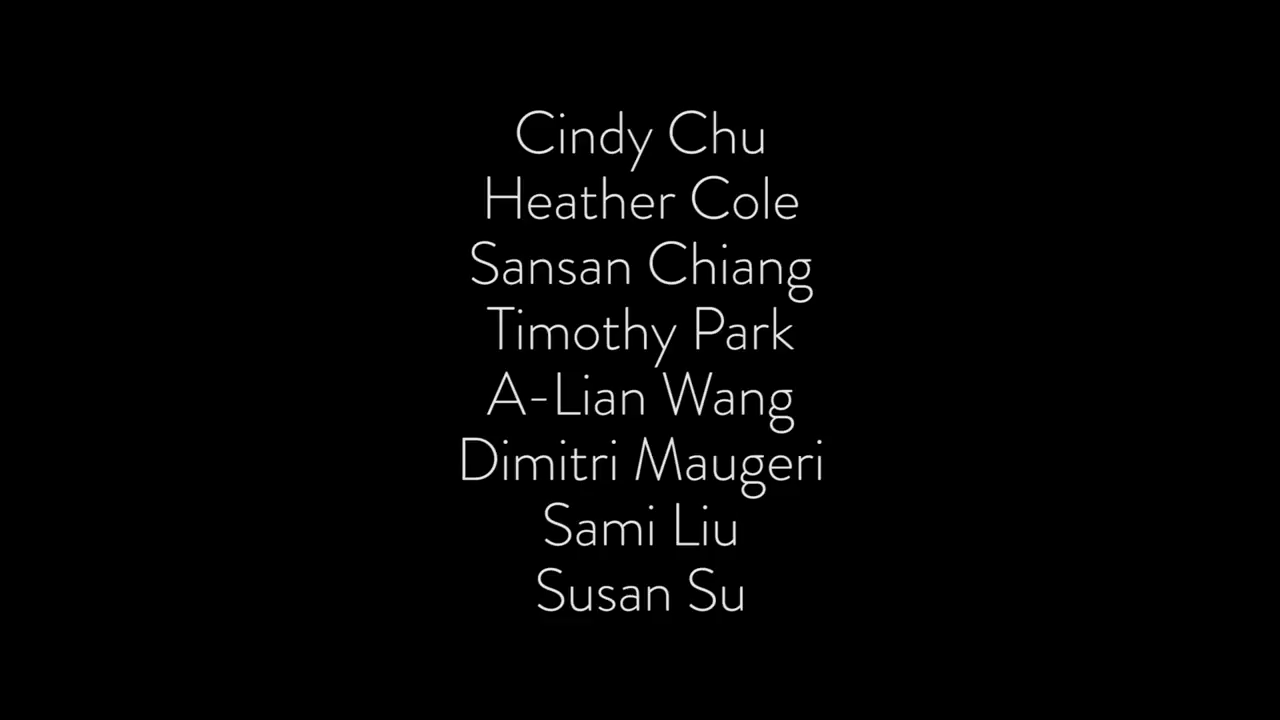 Cindy Chu
Heather Cole
Sansan Chiang
Timothy Park
A-Lian Wang
Dimitri Maugeri
Sami Liu
Susan Su